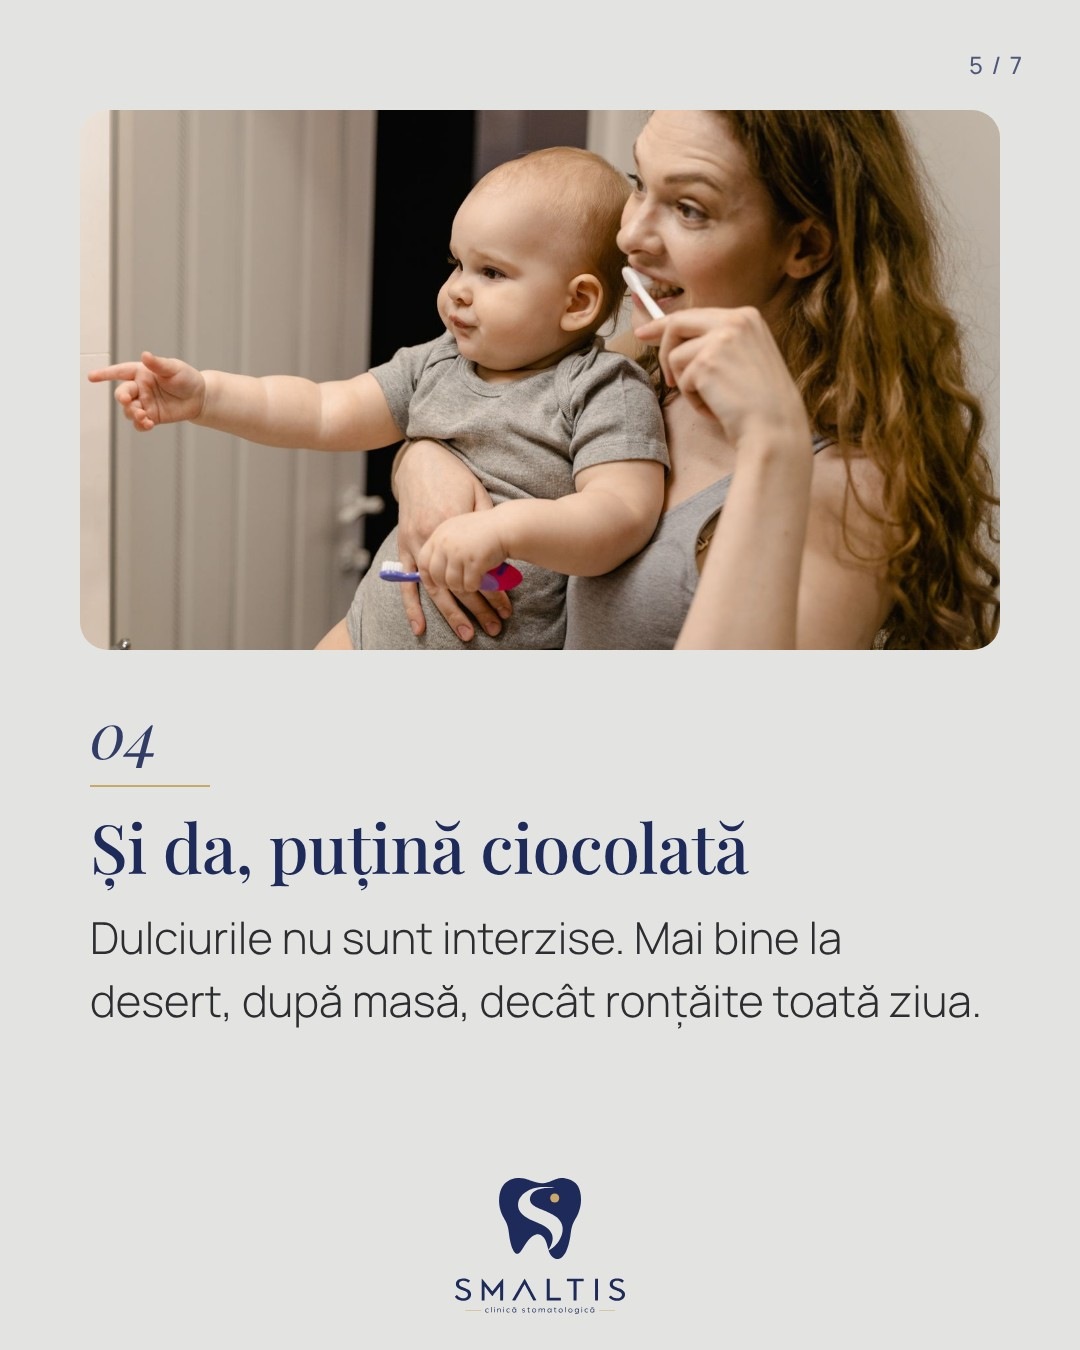 5 / 7
04
Și da, puțină ciocolată
Dulciurile nu sunt interzise. Mai bine la
desert, după masă, decât ronțăite toată ziua.
SMALTIS
clinică stomatologică